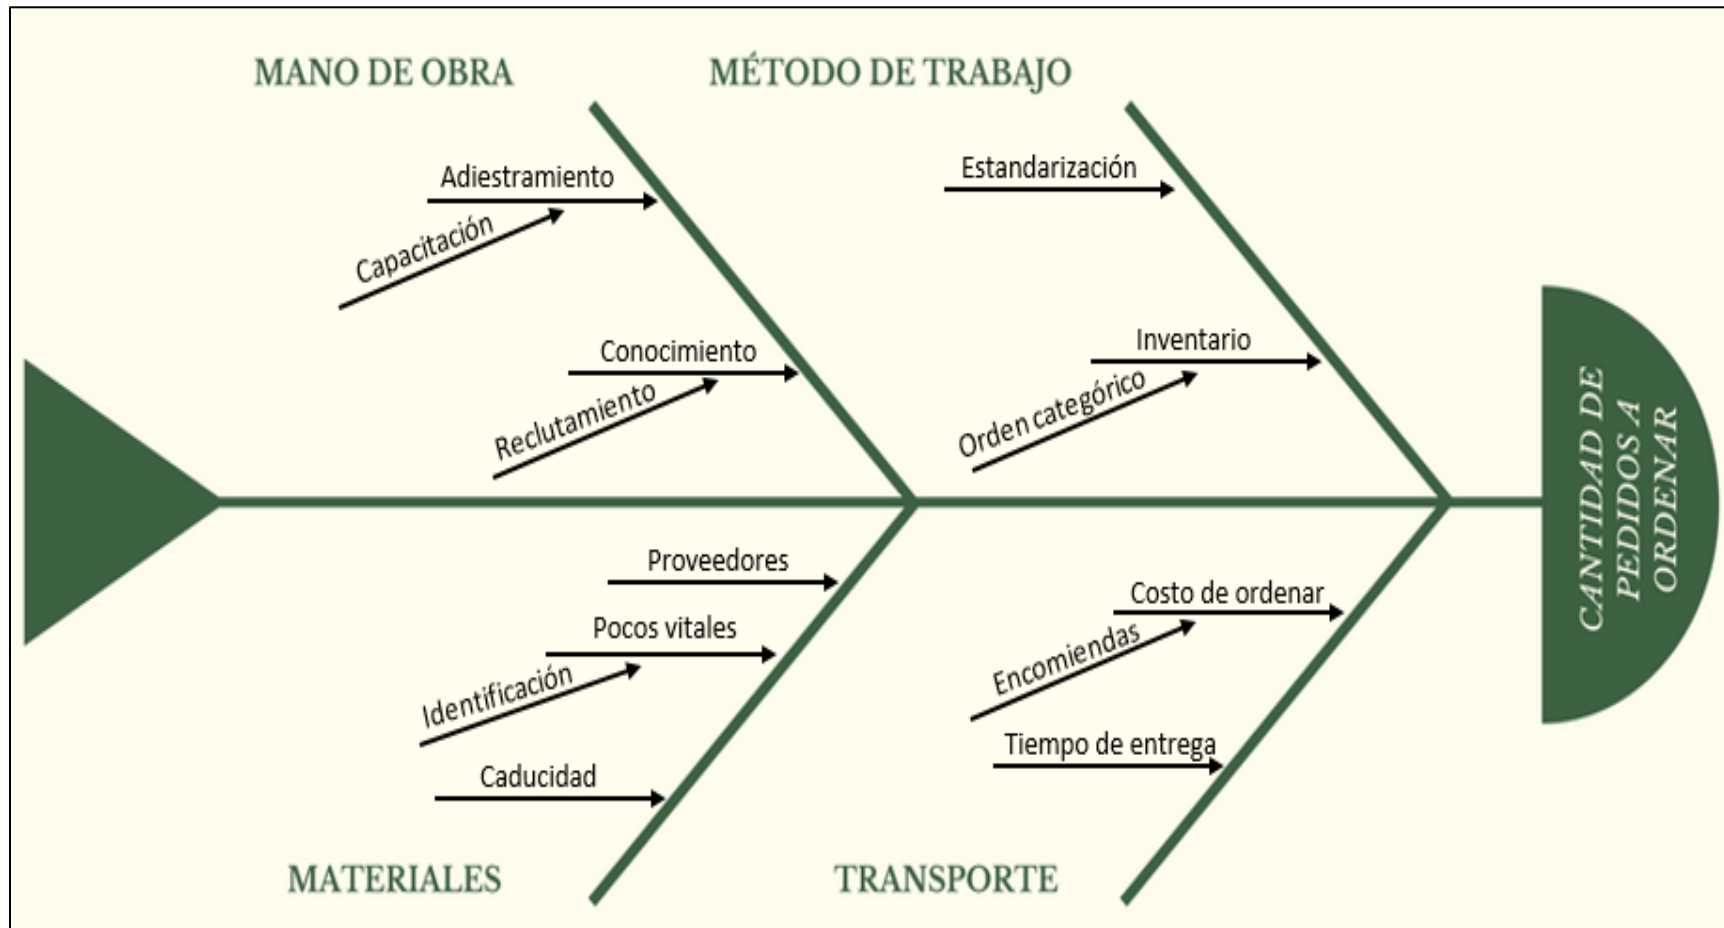 MANO DE OBRA
MÉTODO DE TRABAJO
Adiestramiento
Capacitación
Conocimiento
Reclutamiento
Estandarización
Inventario
Orden categórico
Proveedores
Pocos vitales
Identificación
Caducidad
Costo de ordenar
Encomiendas
Tiempo de entrega
MATERIALES
TRANSPORTE
CANTIDAD DE
PEDIDOS A
ORDENAR